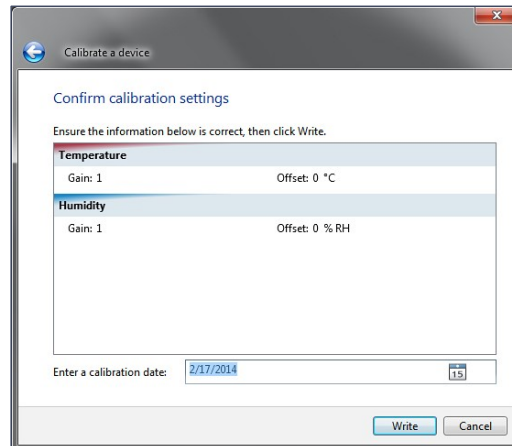 Calibrate a device
Confirm calibration settings
Ensure the information below is correct, then click Write.
Temperature
Gain: 1 Offset: 0 °C
Humidity
Gain: 1 Offset: 0 % RH
Enter a calibration date: 2/17/2014 15
Write Cancel